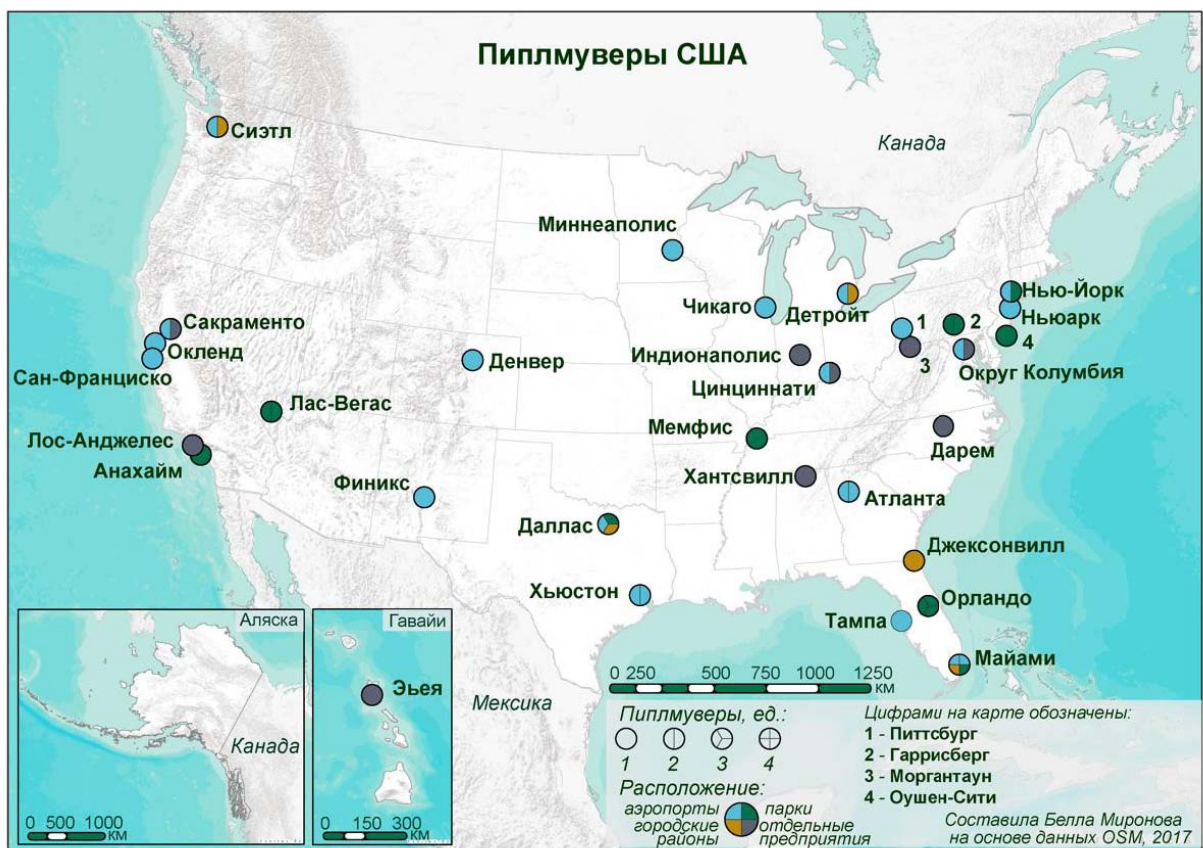 Пиплмуверы США
Канада
Сиэтл
Миннеаполис
Чикаго
Детройт
Нью-Йорк
Ньюарк
1
2
4
3
Сакраменто
Окленд
Сан-Франциско
Денвер
Индионаполис
Цинциннати
Округ Колумбия
Лас-Вегас
Мемфис
Дарем
Лос-Анджелес
Анахайм
Финикс
Хантсвилл
Атланта
Даллас
Джексонвилл
Хьюстон
Орландо
Тампа
Майами
Аляска
Канада
0 500 1000
КМ
Гавайи
Эьея
0 150 300
КМ
Мексика
0 250 500 750 1000 1250
КМ
Пиплмуверы, ед.:
1 2 3 4
Расположение:
аэропорты парки
городские отдельные
районы предприятия
Цифрами на карте обозначены:
1 - Питтсбург
2 - Гаррисберг
3 - Моргантаун
4 - Оушен-Сити
Составила Белла Миронова
на основе данных OSM, 2017